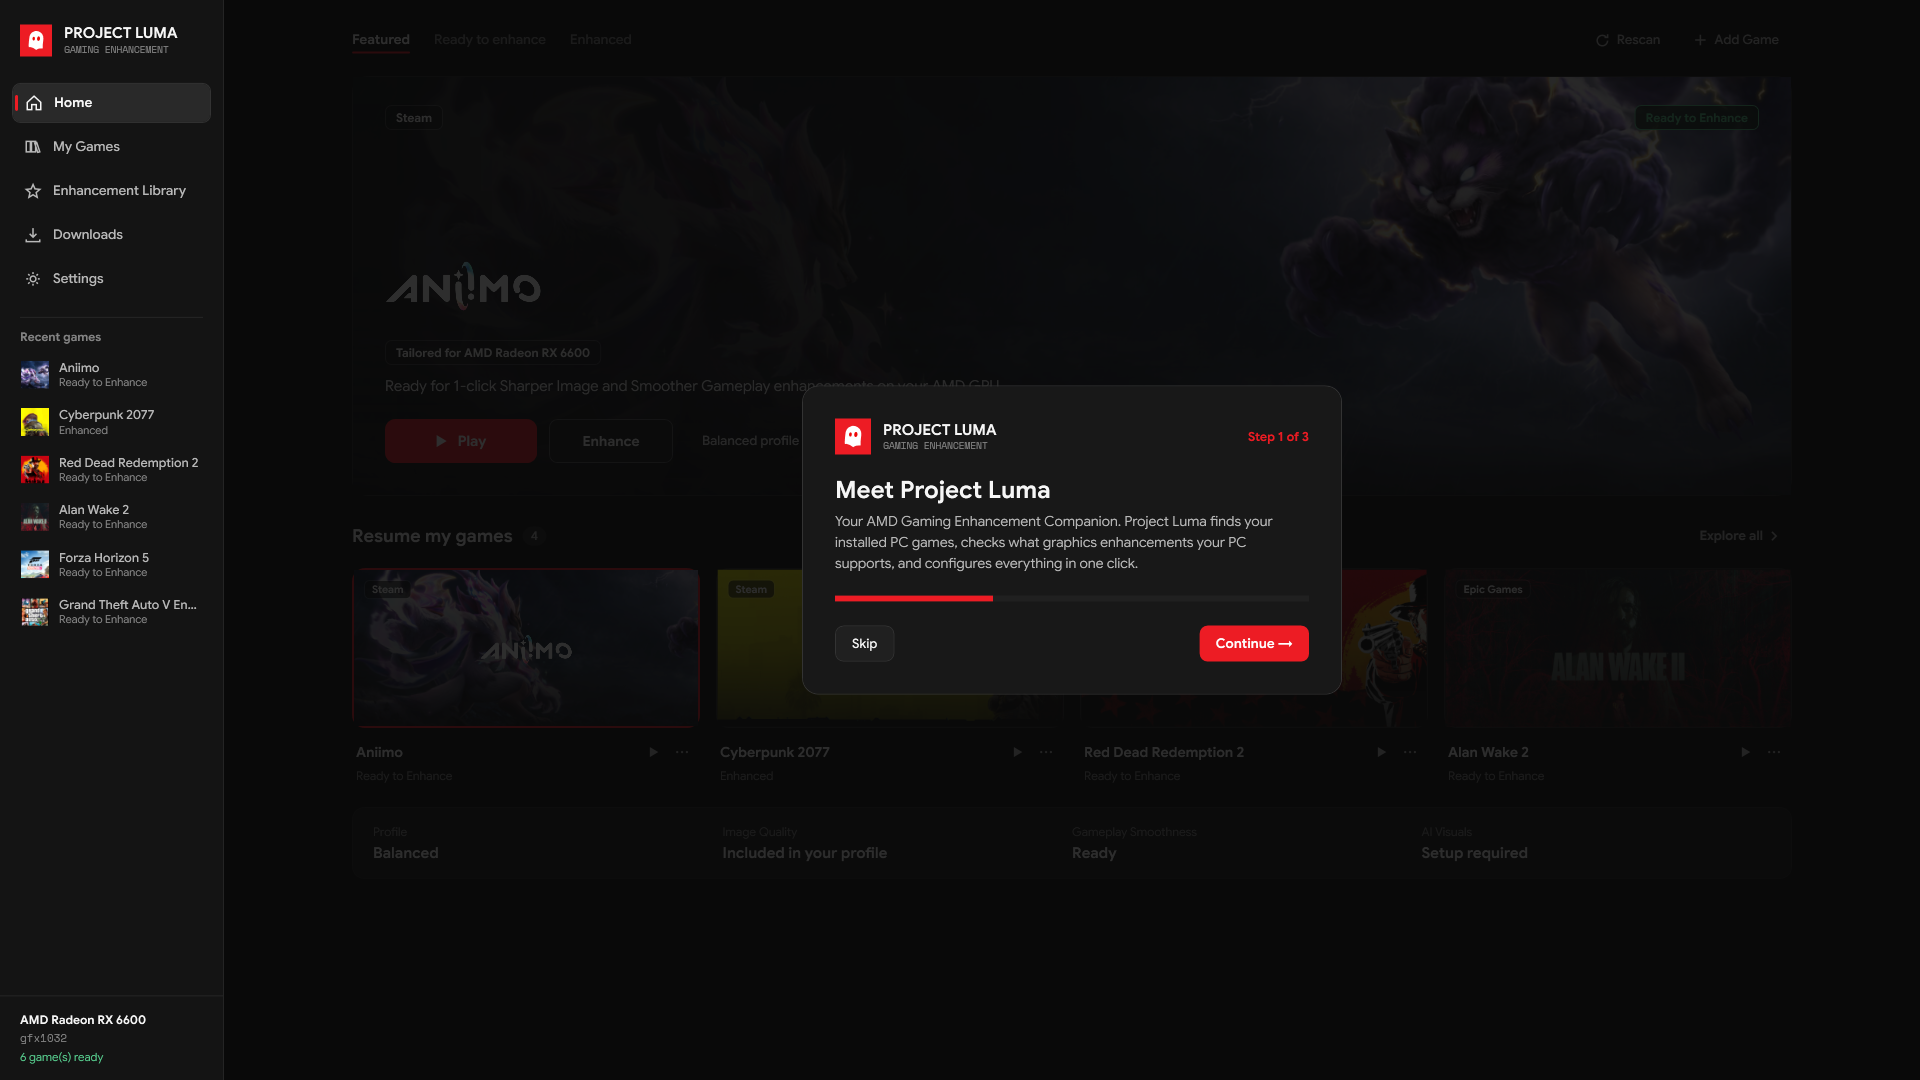 PROJECT LUMA
GAMING ENHANCEMENT
Home
My Games
Enhancement Library
Downloads
Settings
Recent games
Aniimo
Ready to Enhance
Cyberpunk 2077
Enhanced
Red Dead Redemption 2
Ready to Enhance
Alan Wake 2
Ready to Enhance
Forza Horizon 5
Ready to Enhance
Grand Theft Auto V En...
Ready to Enhance
AMD Radeon RX 6600
gfx1032
6 game(s) ready
Featured
Ready to enhance
Enhanced
Rescan
Add Game
Steam
Ready to Enhance
ANIIMO
Tailored for AMD Radeon RX 6600
Ready for 1-click Sharper Image and Smoother Gameplay enhancements on your AMD GPU
Play
Enhance
Balanced profile
PROJECT LUMA
GAMING ENHANCEMENT
Step 1 of 3
Meet Project Luma
Your AMD Gaming Enhancement Companion. Project Luma finds your
installed PC games, checks what graphics enhancements your PC
supports, and configures everything in one click.
Skip
Continue →
Resume my games 4
Explore all
Steam
ANIIMO
Steam
Epic Games
ALAN WAKE II
Aniimo
Ready to Enhance
Cyberpunk 2077
Enhanced
Red Dead Redemption 2
Ready to Enhance
Alan Wake 2
Ready to Enhance
Profile
Balanced
Image Quality
Included in your profile
Gameplay Smoothness
Ready
AI Visuals
Setup required